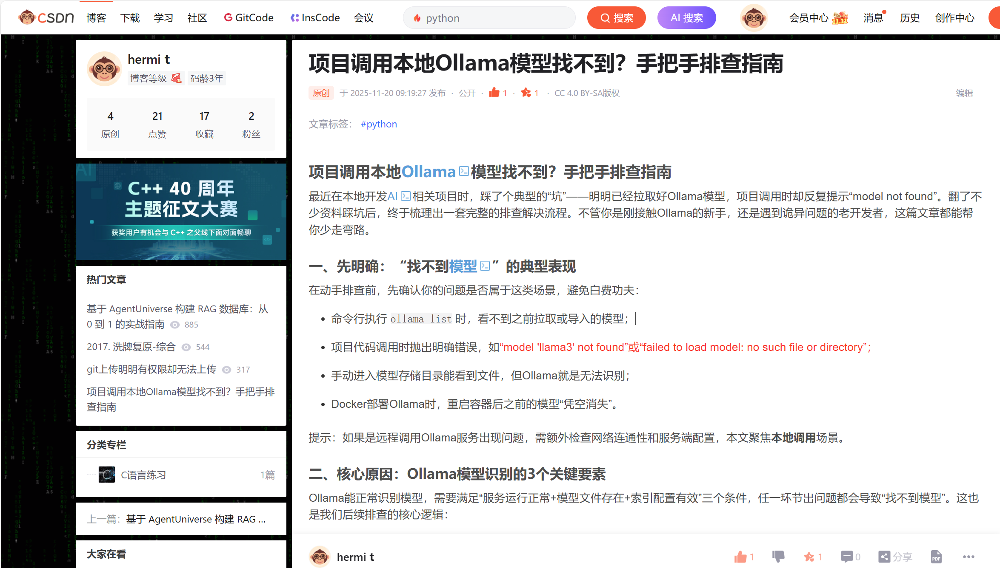 CSDN 博客 下载 学习 社区 GitCode InsCode 会议 python 搜索 AI 搜索 会员中心 消息 历史 创作中心
hermi t
博客等级 1 码龄3年
4 21 17 2
原创 点赞 收藏 粉丝
AI
C++ 40 周年
主题征文大赛
获奖用户有机会与 C++ 之父线下面对面畅聊
热门文章
基于 AgentUniverse 构建 RAG 数据库：从
0 到 1 的实战指南 885
2017. 洗牌复原-综合 544
git上传明明有权限却无法上传 317
项目调用本地Ollama模型找不到？手把手排
查指南
分类专栏
C语言练习 1篇
上一篇： 基于 AgentUniverse 构建 RAG ...
大家在看
项目调用本地Ollama模型找不到？手把手排查指南
原创 于 2025-11-20 09:19:27 发布 · 公开 · 1 · 1 · CC 4.0 BY-SA版权 编辑
文章标签： #python
项目调用本地Ollama模型找不到？手把手排查指南
最近在本地开发AI相关项目时，踩了个典型的“坑”——明明已经拉取好Ollama模型，项目调用时却反复提示“model not found”。翻了不
少资料踩坑后，终于梳理出一套完整的排查解决流程。不管你是刚接触Ollama的新手，还是遇到诡异问题的老开发者，这篇文章都能帮
你少走弯路。
一、先明确：“找不到模型”的典型表现
在动手排查前，先确认你的问题是否属于这类场景，避免白费功夫：
• 命令行执行 ollama list 时，看不到之前拉取或导入的模型；
• 项目代码调用时抛出明确错误，如“model 'llama3' not found”或“failed to load model: no such file or directory”；
• 手动进入模型存储目录能看到文件，但Ollama就是无法识别；
• Docker部署Ollama时，重启容器后之前的模型“凭空消失”。
提示：如果是远程调用Ollama服务出现问题，需额外检查网络连通性和服务端配置，本文聚焦本地调用场景。
二、核心原因：Ollama模型识别的3个关键要素
Ollama能正常识别模型，需要满足“服务运行正常+模型文件存在+索引配置有效”三个条件，任一环节出问题都会导致“找不到模型”。这也
是我们后续排查的核心逻辑：
hermi t 1 1 0 分享 PDF